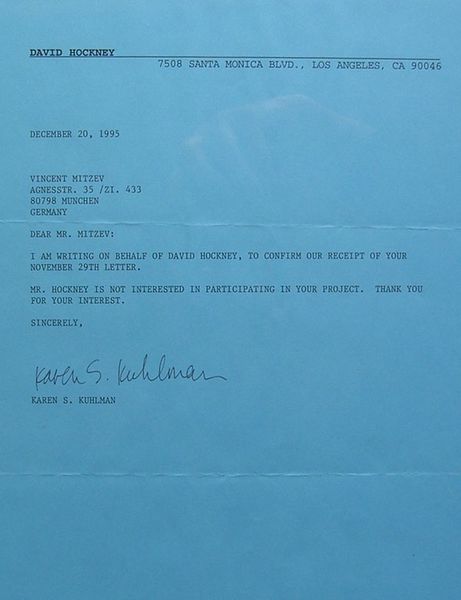 DAVID HOCKNEY
7508 SANTA MONICA BLVD., LOS ANGELES, CA 90046
DECEMBER 20, 1995
VINCENT MITZEV
AGNESSTR. 35 /ZI. 433
80798 MUNCHEN
GERMANY
DEAR MR. MITZEV:
I AM WRITING ON BEHALF OF DAVID HOCKNEY, TO CONFIRM OUR RECEIPT OF YOUR
NOVEMBER 29TH LETTER.
MR. HOCKNEY IS NOT INTERESTED IN PARTICIPATING IN YOUR PROJECT. THANK YOU
FOR YOUR INTEREST.
SINCERELY,
Karen S. Kuhlman
KAREN S. KUHLMAN